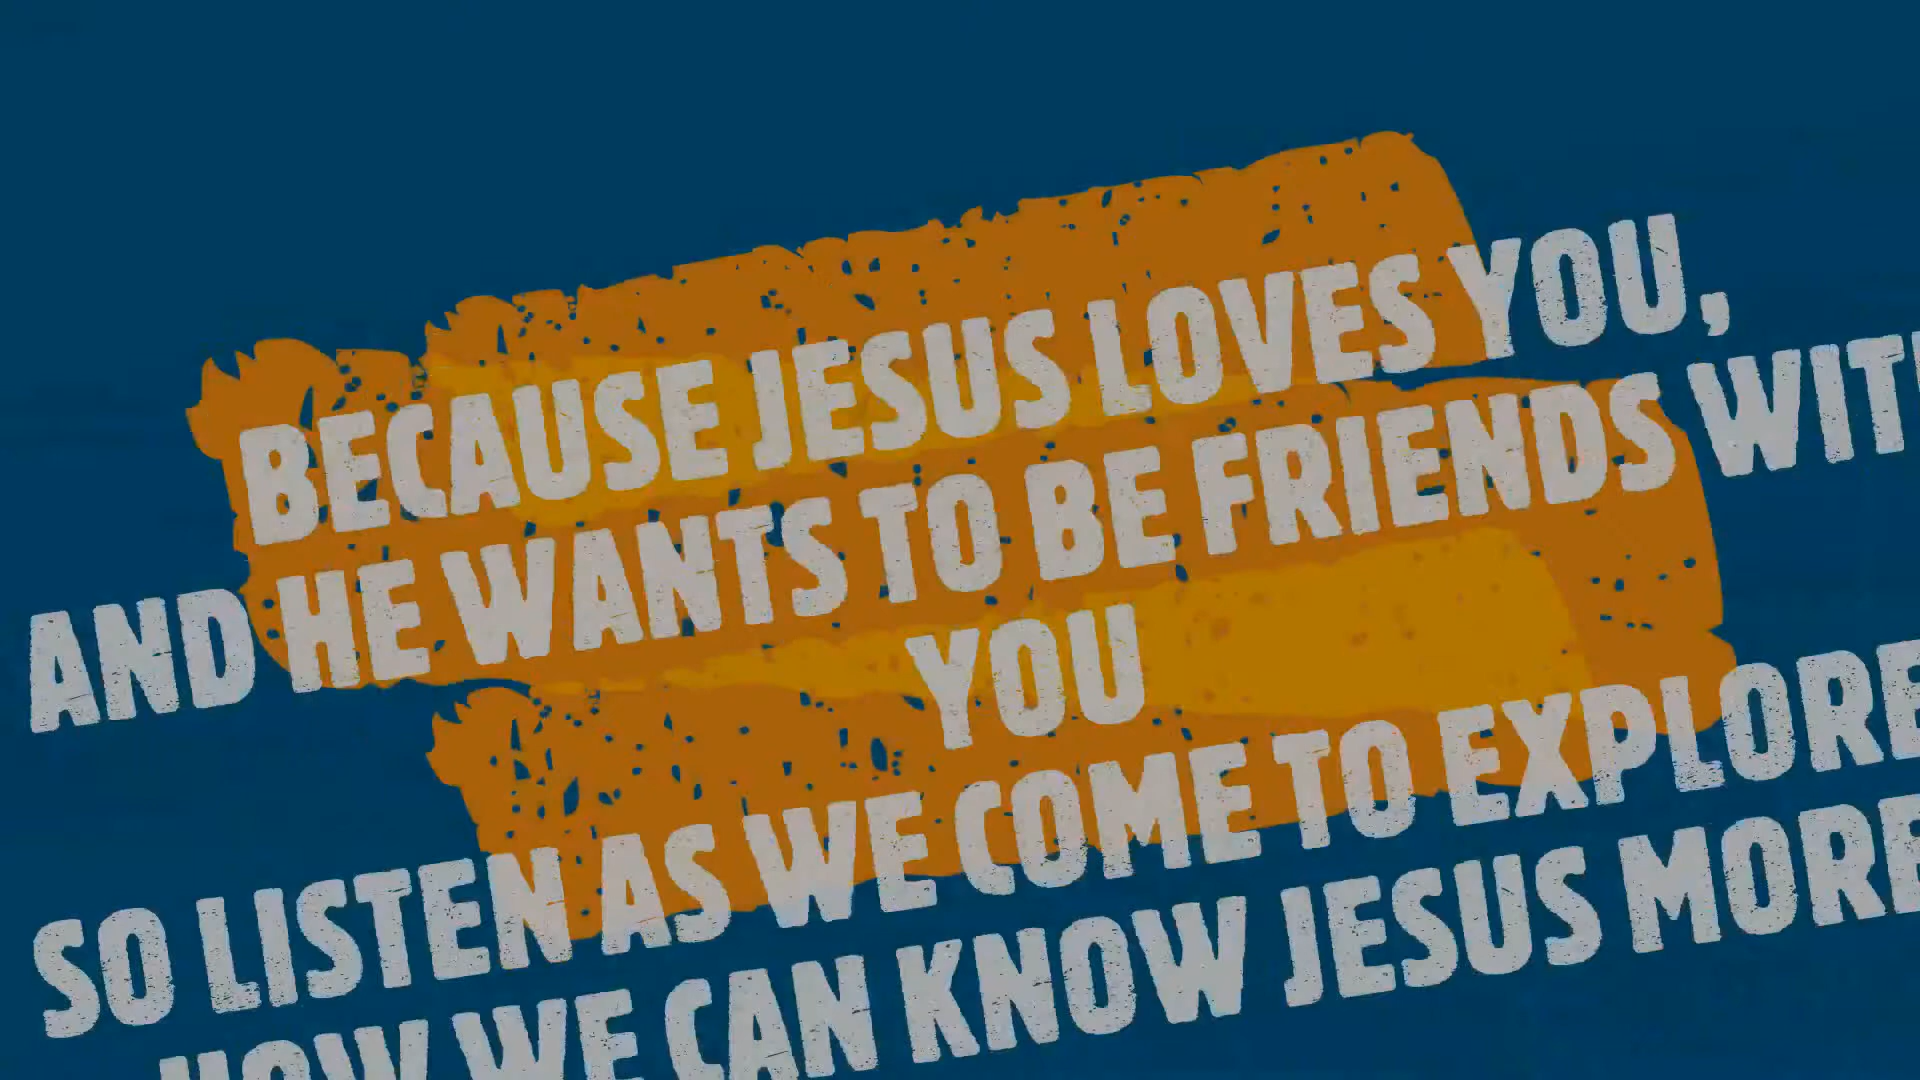 BECAUSE JESUS LOVES YOU,
AND HE WANTS TO BE FRIENDS WIT
YOU
SO LISTEN AS WE COME TO EXPLORE
HOW WE CAN KNOW JESUS MORE